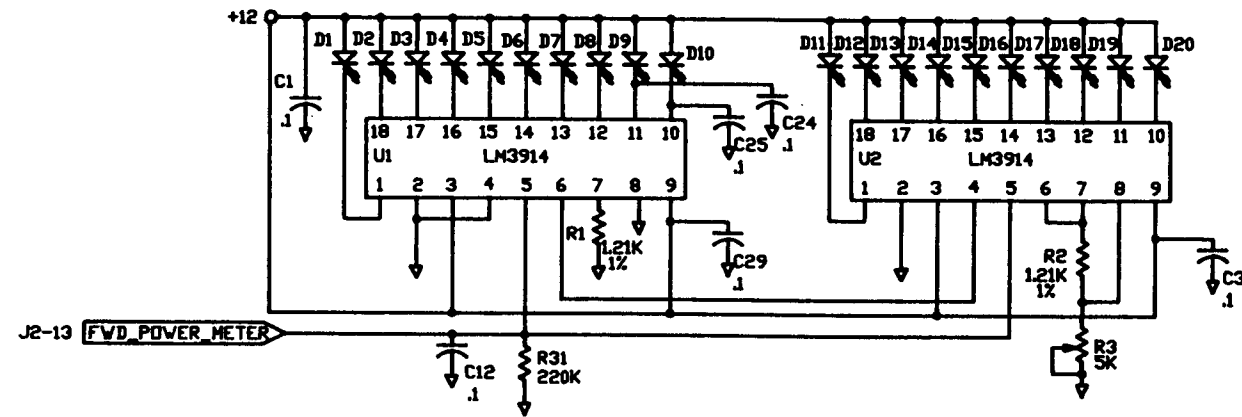 +12
D1 D2 D3 D4 D5 D6 D7 D8 D9 D10
D11 D12 D13 D14 D15 D16 D17 D18 D19 D20
C1
.1
C24
.1
C25
.1
18 17 16 15 14 13 12 11 10
U1 LM3914
1 2 3 4 5 6 7 8 9
18 17 16 15 14 13 12 11 10
U2 LM3914
1 2 3 4 5 6 7 8 9
R1
1.21K
1%
C29
.1
R2
1.21K
1%
C3
.1
J2-13 FWD_POWER_METER
C12
.1
R31
220K
R3
5K